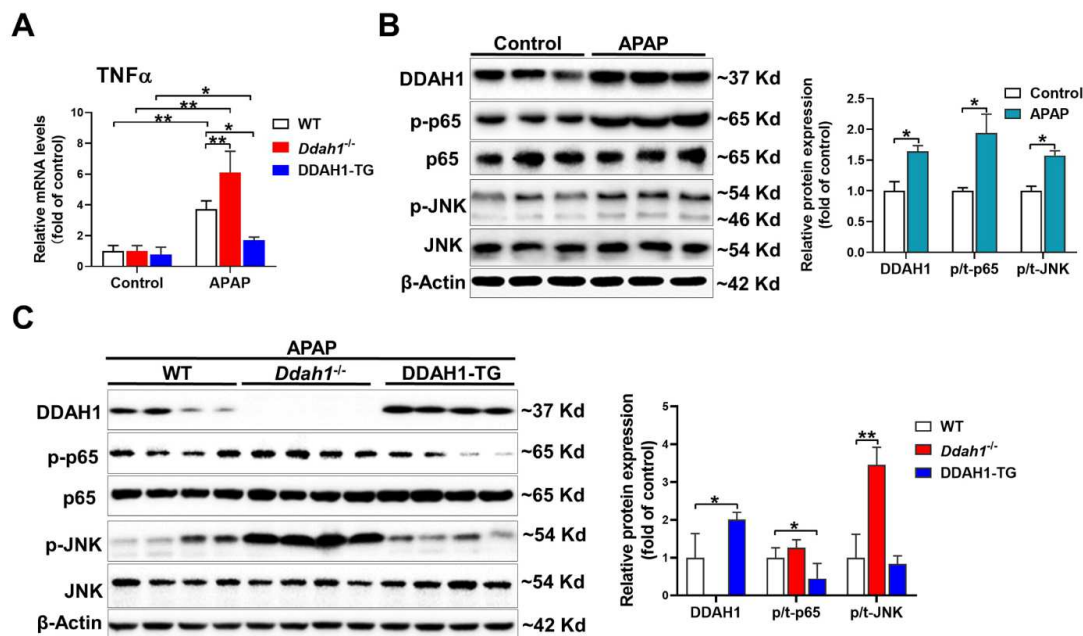 A
TNFα
Relative mRNA levels
(fold of control)
8
6
4
2
0
*
**
**
*
**
Control
APAP
WT
Ddah1-/-
DDAH1-TG
B
Control
APAP
DDAH1
~37 Kd
p-p65
~65 Kd
p65
~65 Kd
p-JNK
~54 Kd
~46 Kd
JNK
~54 Kd
β-Actin
~42 Kd
Relative protein expression
(fold of control)
2.5
2.0
1.5
1.0
0.5
0.0
*
*
*
DDAH1
p/t-p65
p/t-JNK
Control
APAP
C
APAP
WT
Ddah1-/-
DDAH1-TG
DDAH1
~37 Kd
p-p65
~65 Kd
p65
~65 Kd
p-JNK
~54 Kd
JNK
~54 Kd
β-Actin
~42 Kd
Relative protein expression
(fold of control)
5
4
3
2
1
0
*
*
**
DDAH1
p/t-p65
p/t-JNK
WT
Ddah1-/-
DDAH1-TG